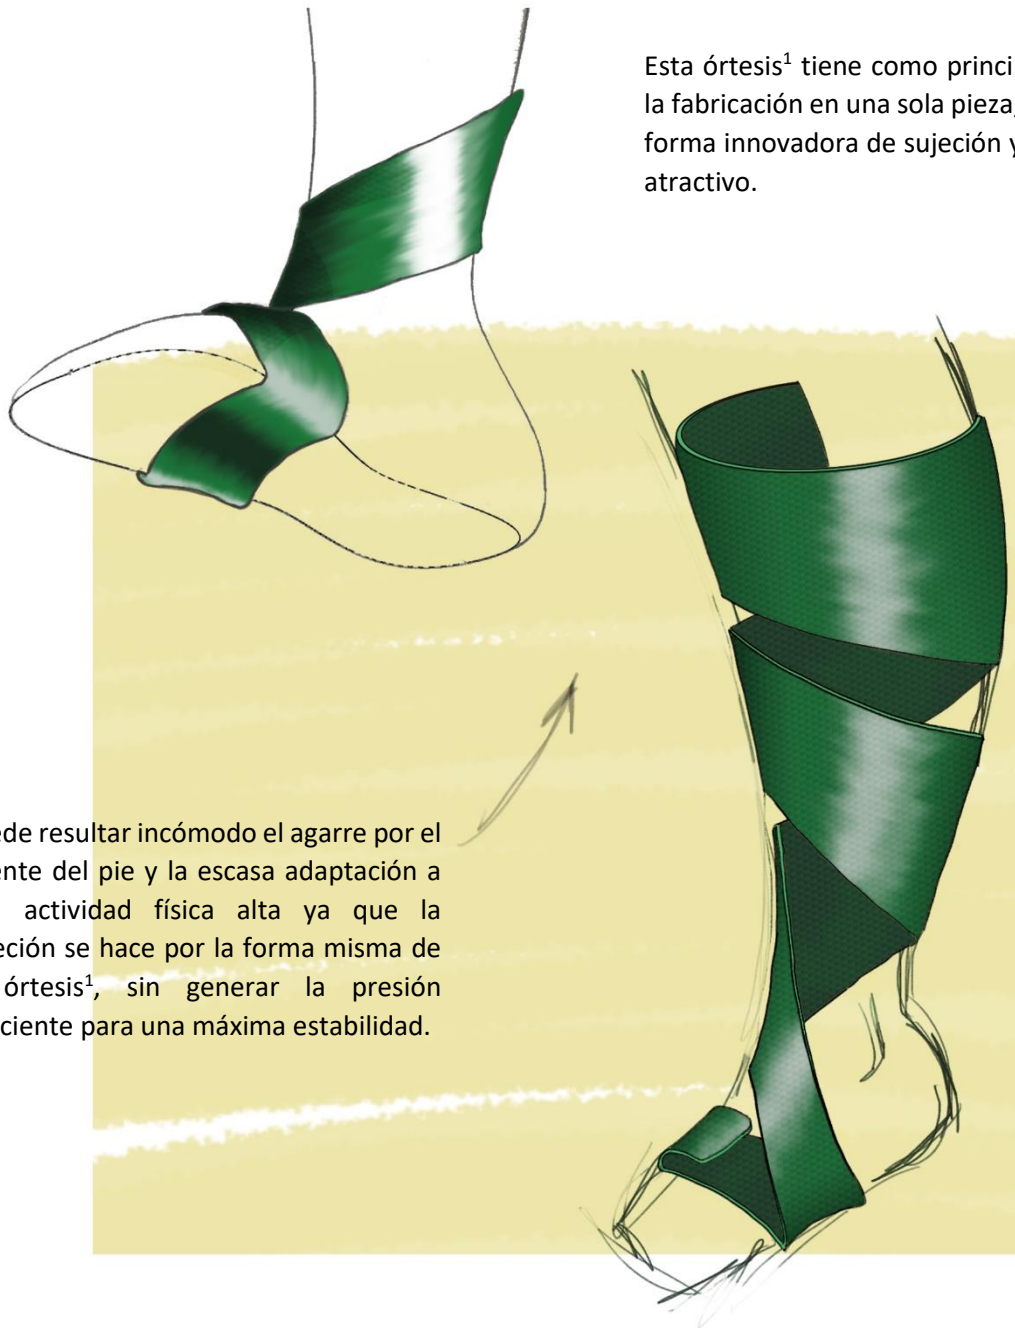 Esta órtesis¹ tiene como princi
la fabricación en una sola pieza,
forma innovadora de sujeción y
atractivo.
ede resultar incómodo el agarre por el
ente del pie y la escasa adaptación a
actividad física alta ya que la
eción se hace por la forma misma de
órtesis¹, sin generar la presión
ciente para una máxima estabilidad.